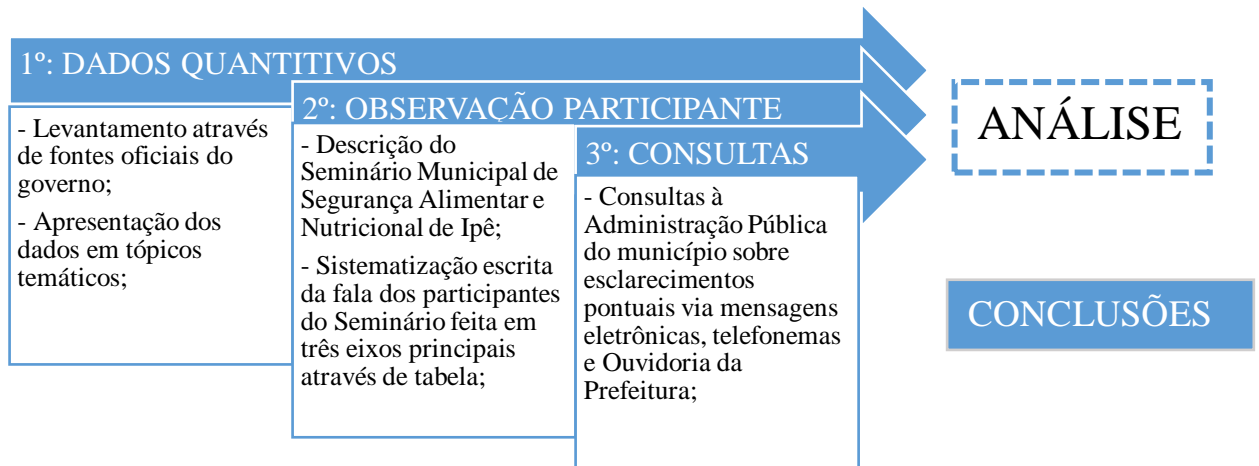 1º: DADOS QUANTITIVOS
- Levantamento através
de fontes oficiais do
governo;
- Apresentação dos
dados em tópicos
temáticos;
2º: OBSERVAÇÃO PARTICIPANTE
- Descrição do
Seminário Municipal de
Segurança Alimentar e
Nutricional de Ipê;
- Sistematização escrita
da fala dos participantes
do Seminário feita em
três eixos principais
através de tabela;
3º: CONSULTAS
- Consultas à
Administração Pública
do município sobre
esclarecimentos
pontuais via mensagens
eletrônicas, telefonemas
e Ouvidoria da
Prefeitura;
ANÁLISE
CONCLUSÕES